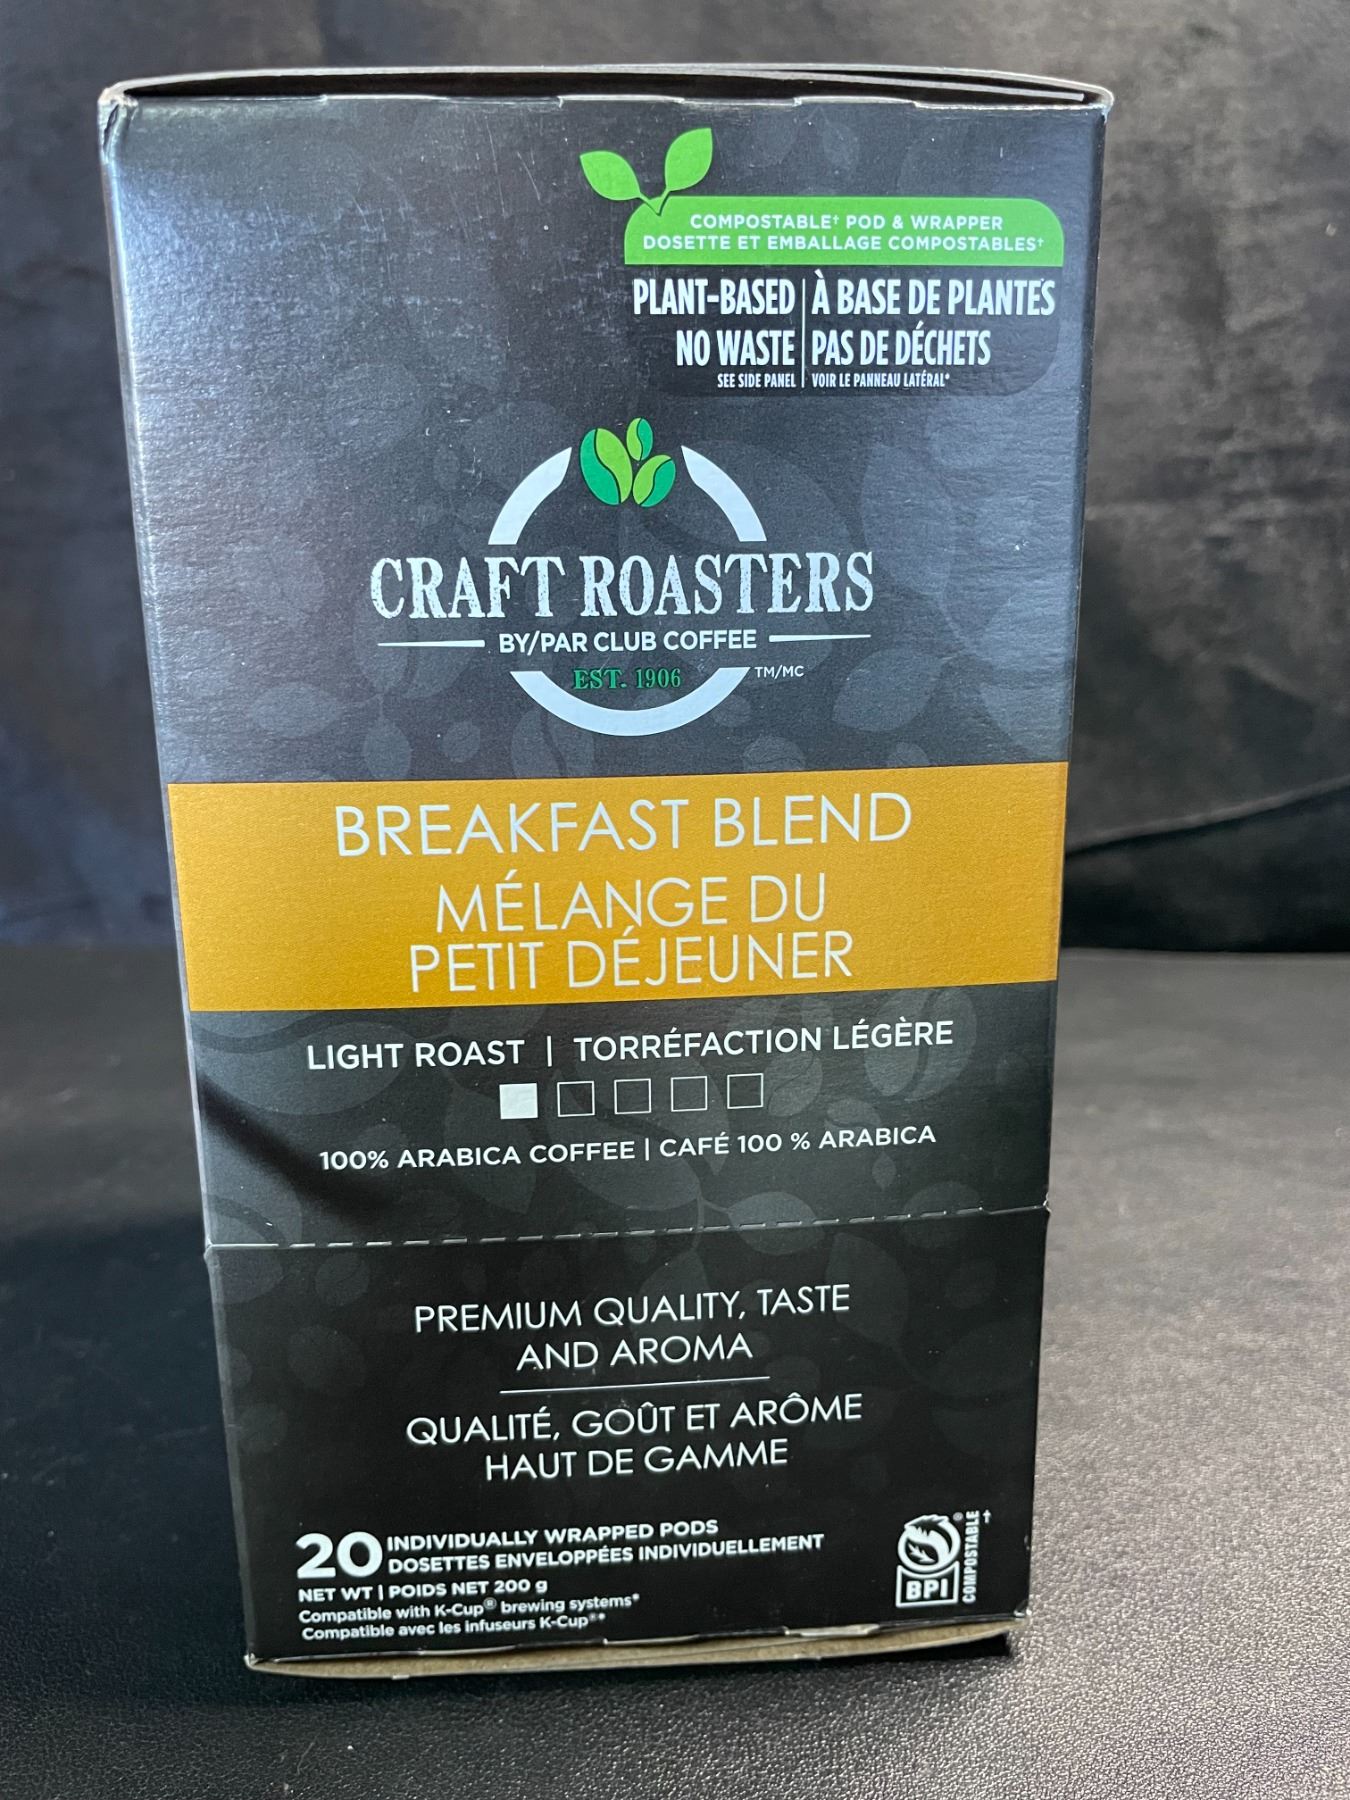 COMPOSTABLE† POD & WRAPPER
DOSETTE ET EMBALLAGE COMPOSTABLES†
PLANT-BASED | À BASE DE PLANTES
NO WASTE | PAS DE DÉCHETS
SEE SIDE PANEL | VOIR LE PANNEAU LATÉRAL*
CRAFT ROASTERS
BY/PAR CLUB COFFEE
EST. 1906
TM/MC
BREAKFAST BLEND
MÉLANGE DU
PETIT DÉJEUNER
LIGHT ROAST | TORRÉFACTION LÉGÈRE
100% ARABICA COFFEE | CAFÉ 100 % ARABICA
PREMIUM QUALITY, TASTE
AND AROMA
QUALITÉ, GOÛT ET ARÔME
HAUT DE GAMME
20 INDIVIDUALLY WRAPPED PODS
DOSETTES ENVELOPPÉES INDIVIDUELLEMENT
NET WT | POIDS NET 200 g
Compatible with K-Cup® brewing systems*
Compatible avec les infuseurs K-Cup®*
BPI®
COMPOSTABLE†